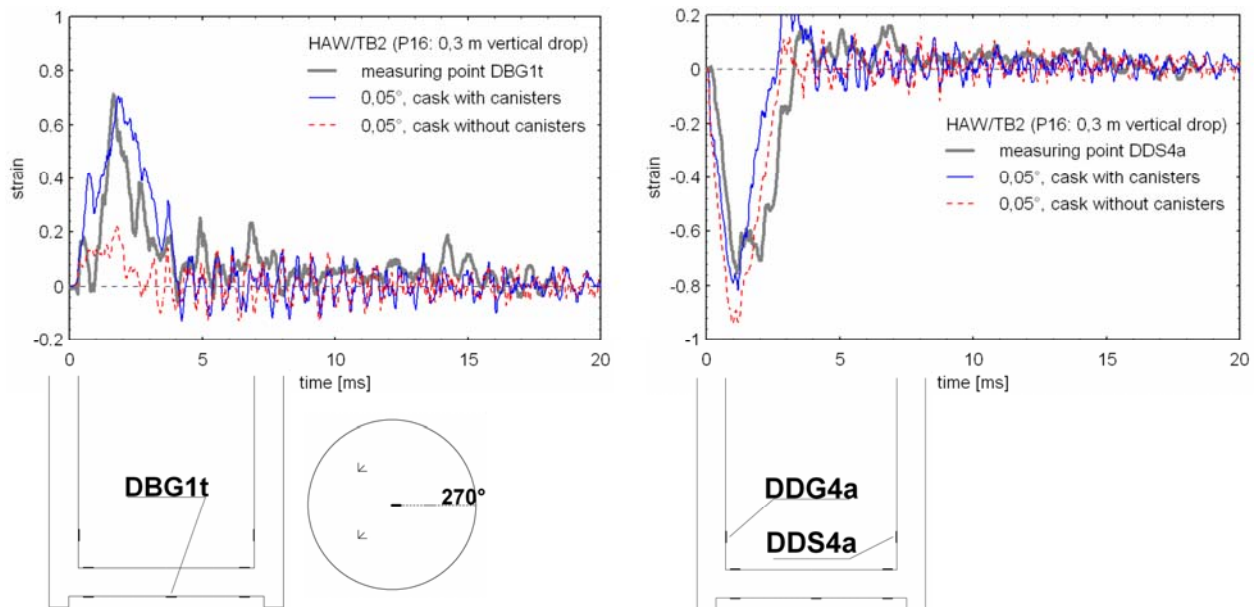 1
0.8
0.6
0.4
0.2
0
-0.2
strain
HAW/TB2 (P16: 0,3 m vertical drop)
measuring point DBG1t
0,05°, cask with canisters
0,05°, cask without canisters
0 5 10 15 20
time [ms]
DBG1t
270°
0.2
0
-0.2
-0.4
-0.6
-0.8
-1
strain
HAW/TB2 (P16: 0,3 m vertical drop)
measuring point DDS4a
0,05°, cask with canisters
0,05°, cask without canisters
0 5 10 15 20
time [ms]
DDG4a
DDS4a